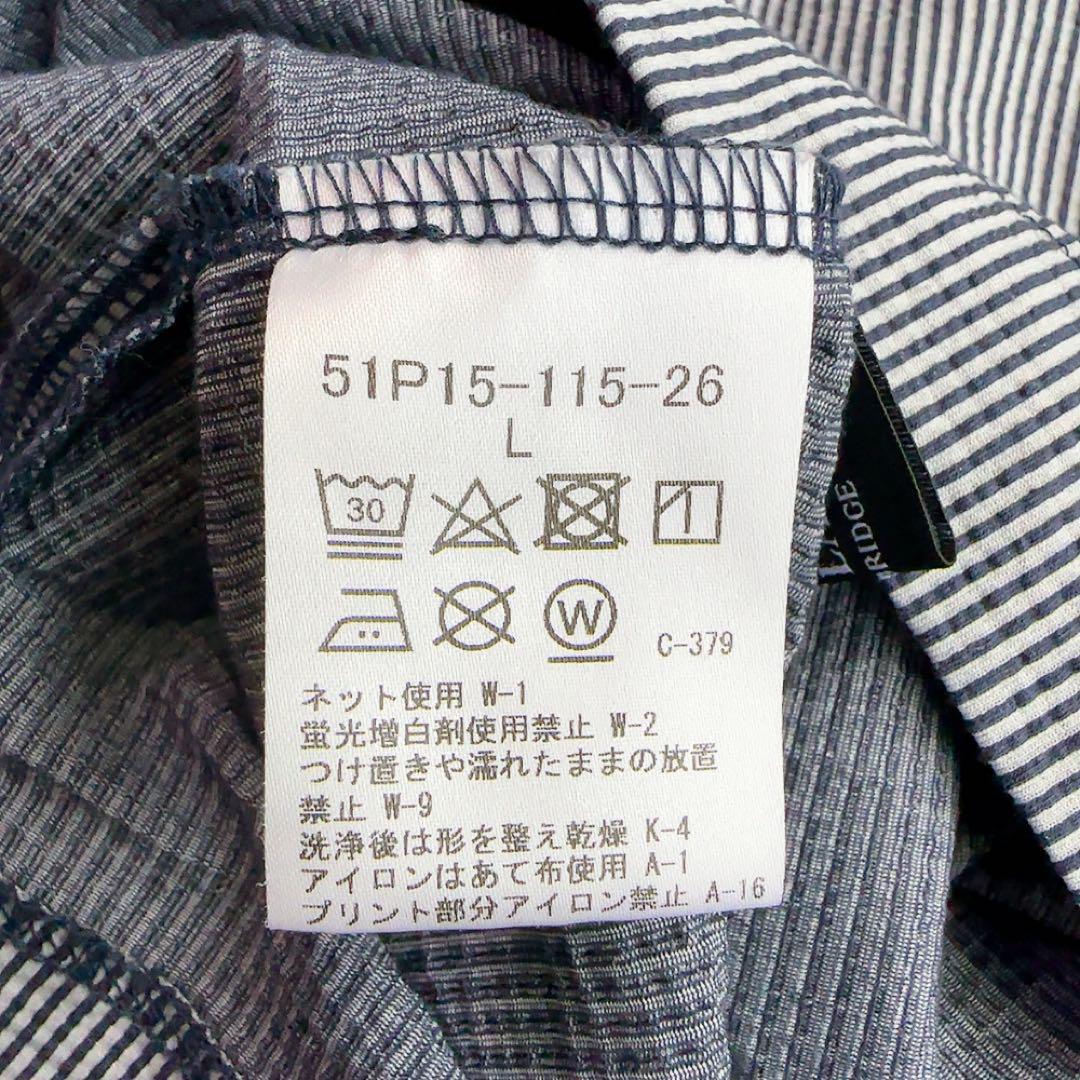 51P15-115-26
L
30
W
C-379
ネット使用 W-1
蛍光増白剤使用禁止 W-2
つけ置きや濡れたままの放置
禁止 W-9
洗浄後は形を整え乾燥 K-4
アイロンはあて布使用 A-1
プリント部分アイロン禁止 A-16